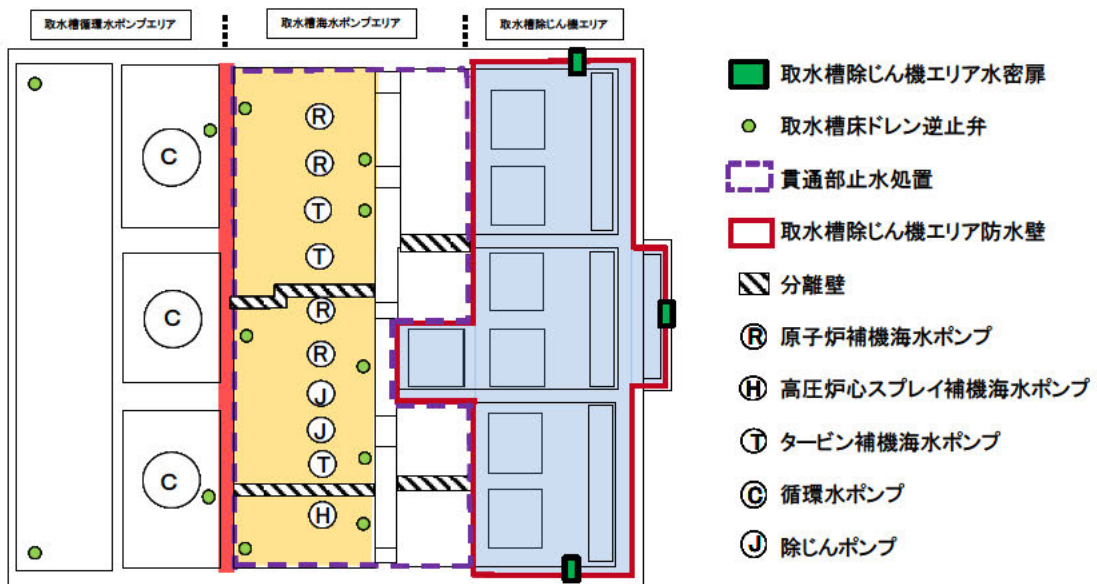 取水槽循環水ポンプエリア
取水槽海水ポンプエリア
取水槽除じん機エリア
C
C
C
R
R
T
T
R
R
J
J
T
H
取水槽除じん機エリア水密扉
取水槽床ドレン逆止弁
貫通部止水処置
取水槽除じん機エリア防水壁
分離壁
R 原子炉補機海水ポンプ
H 高圧炉心スプレイ補機海水ポンプ
T タービン補機海水ポンプ
C 循環水ポンプ
J 除じんポンプ